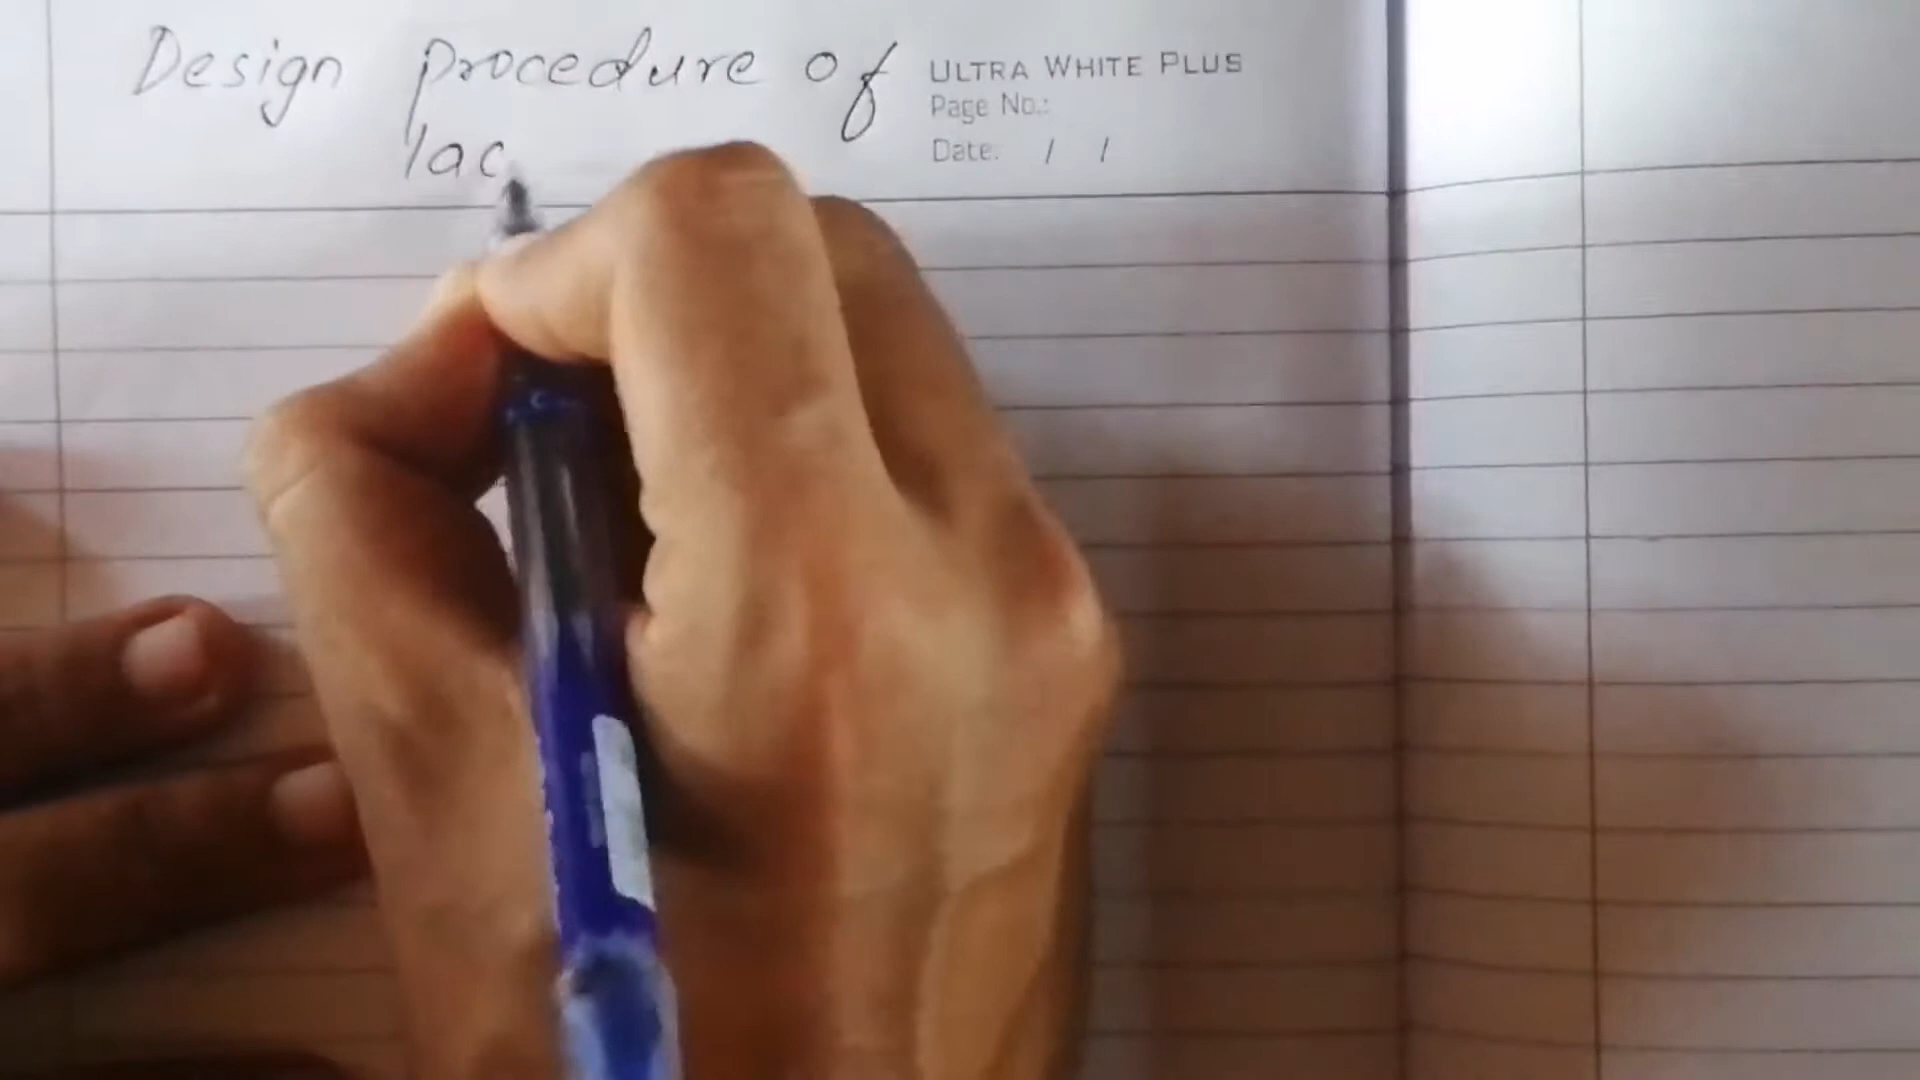 Design procedure of
lac
ULTRA WHITE PLUS
Page No.:
Date: / /